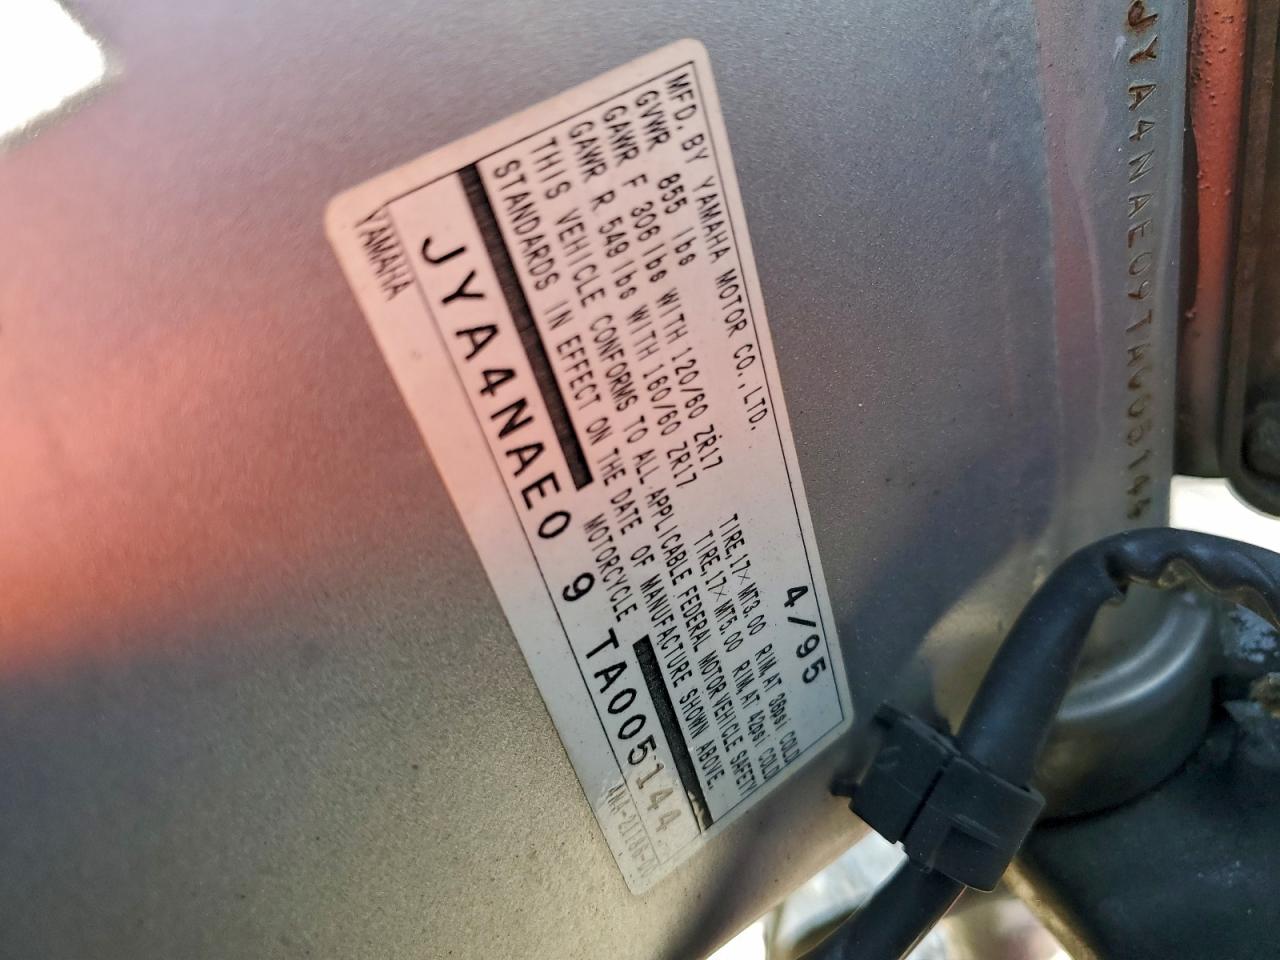 MFD. BY YAMAHA MOTOR CO., LTD. 4/95
GVWR 855 lbs
GAWR F 306 lbs WITH 120/60 ZR17 TIRE, 17×MT3.00 RIM, AT 36psi COLD
GAWR R 549 lbs WITH 160/60 ZR17 TIRE, 17×MT5.00 RIM, AT 42psi COLD
THIS VEHICLE CONFORMS TO ALL APPLICABLE FEDERAL MOTOR VEHICLE SAFETY
STANDARDS IN EFFECT ON THE DATE OF MANUFACTURE SHOWN ABOVE.
MOTORCYCLE
JYA4NAE0 9 TA005144
YAMAHA
JYA4NAE09TA005144